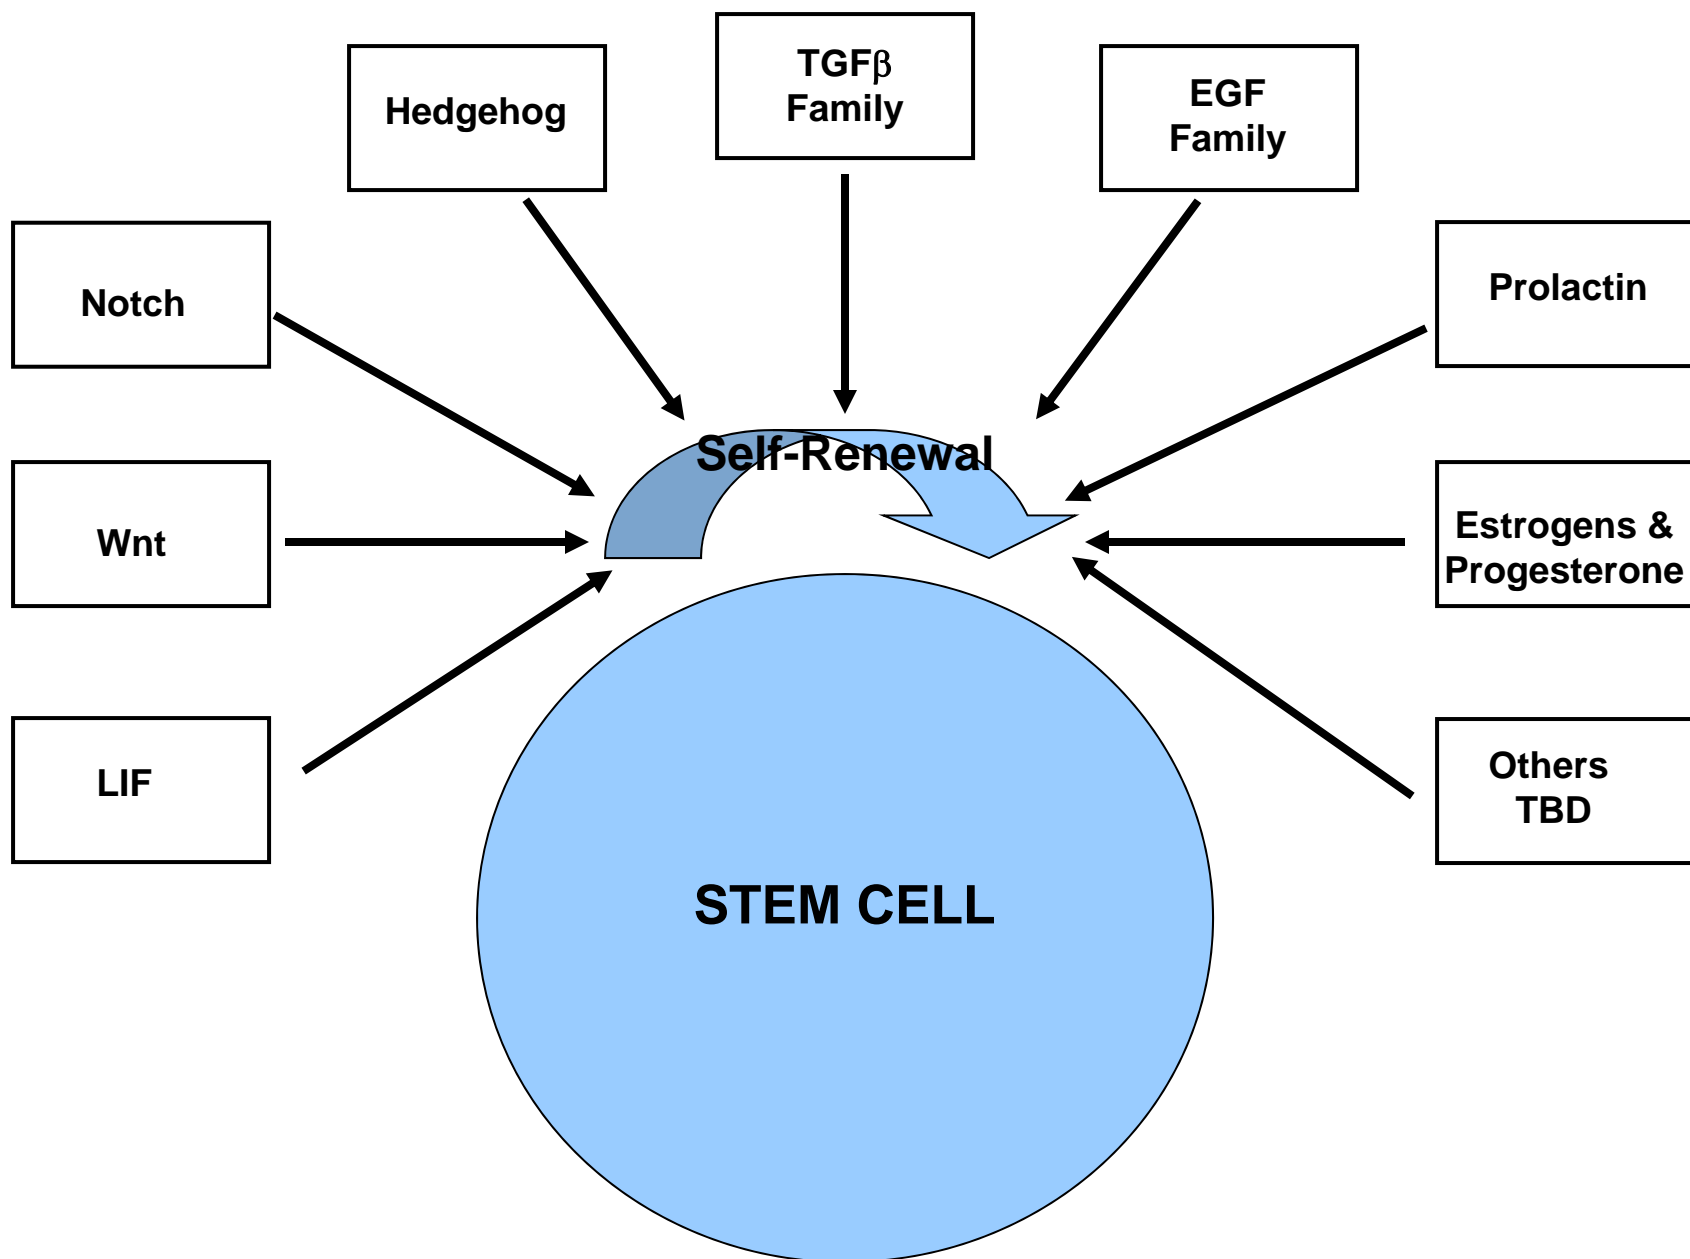 TGFβ
Family
Hedgehog
EGF
Family
Notch
Prolactin
Self-Renewal
Wnt
Estrogens &
Progesterone
LIF
Others
TBD
STEM CELL